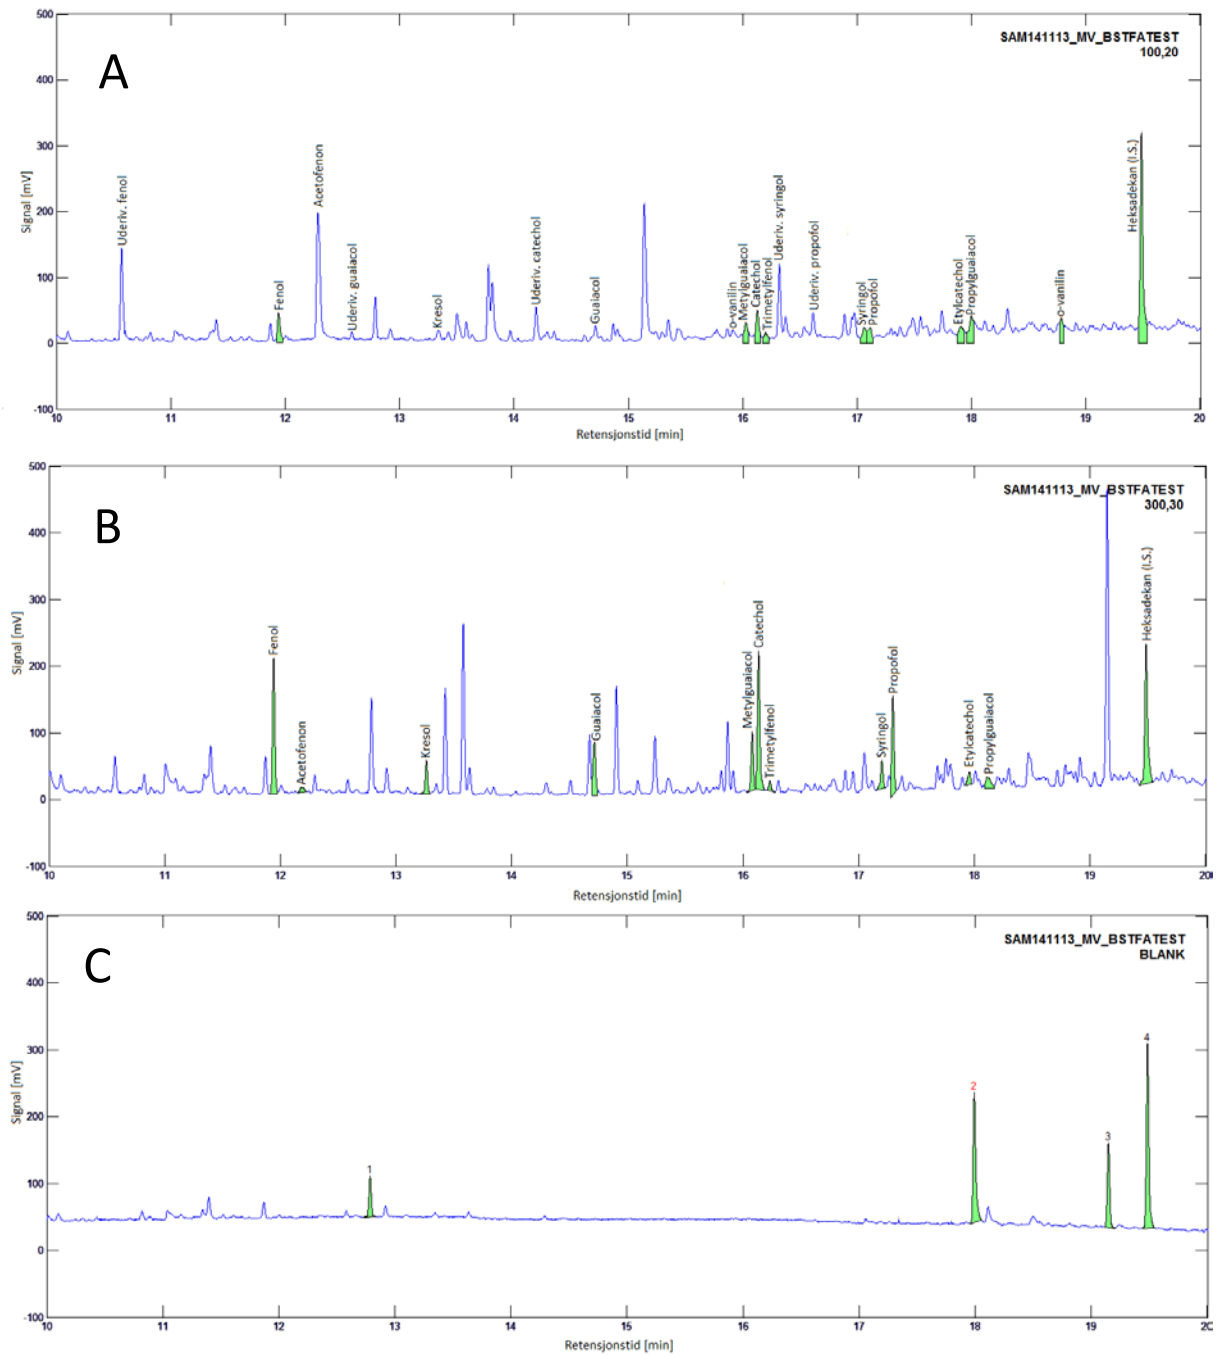 A
SAM141113_MV_BSTFATEST
100,20
Signal [mV]
500
400
300
200
100
0
-100
Uderiv. fenol
Fenol
Acetofenon
Uderiv. guaiacol
Kresol
Uderiv. catechol
Guaiacol
o-vanilin
Metylguaiacol
Catechol
Trimetylfenol
Uderiv. syringol
Uderiv. propofol
Syringol
Propofol
Etylcatechol
Propylguaiacol
o-vanilin
Heksadekan (I.S.)
10 11 12 13 14 15 16 17 18 19 20
Retensjonstid [min]
B
SAM141113_MV_BSTFATEST
300,30
Signal [mV]
500
400
300
200
100
0
-100
Fenol
Acetofenon
Kresol
Guaiacol
Metylguaiacol
Catechol
Trimetylfenol
Syringol
Propofol
Etylcatechol
Propylguaiacol
Heksadekan (I.S.)
10 11 12 13 14 15 16 17 18 19 20
Retensjonstid [min]
C
SAM141113_MV_BSTFATEST
BLANK
Signal [mV]
500
400
300
200
100
0
-100
1
2
3
4
10 11 12 13 14 15 16 17 18 19 20
Retensjonstid [min]